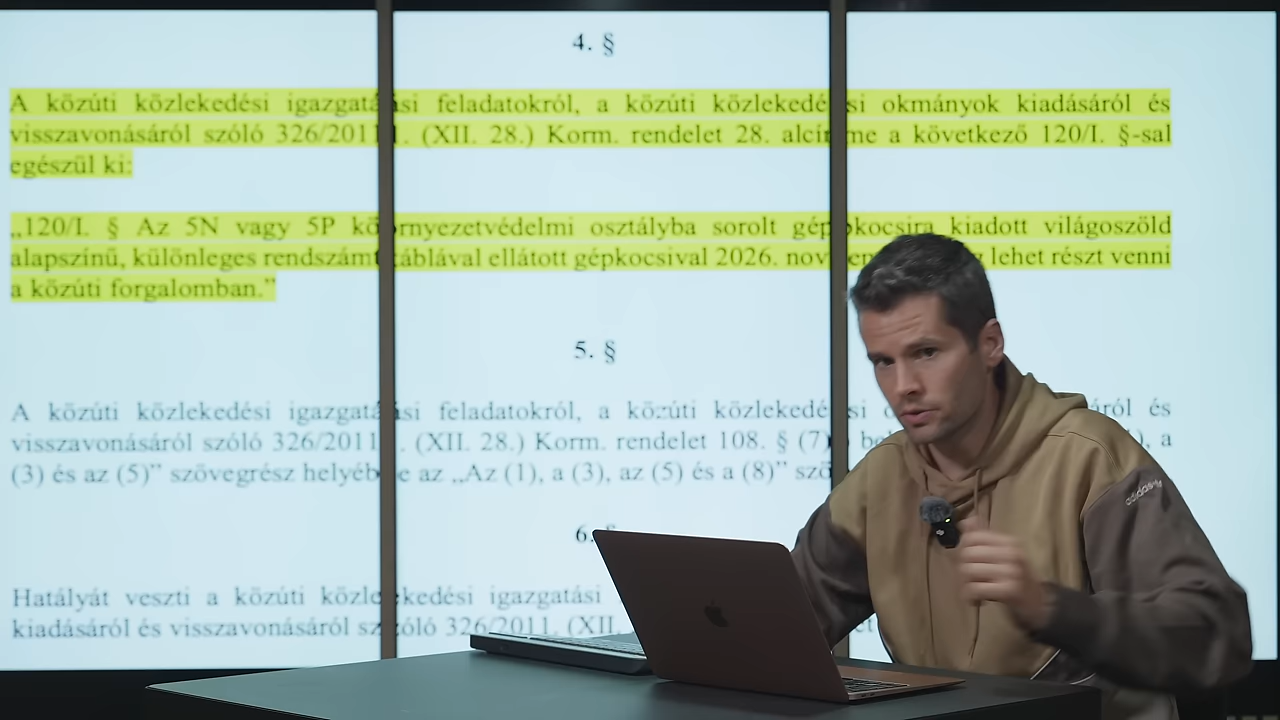 4. §
A közúti közlekedési igazgatási feladatokról, a közúti közlekedési okmányok kiadásáról és
visszavonásáról szóló 326/2011. (XII. 28.) Korm. rendelet 28. alcíme a következő 120/I. §-sal
egészül ki:
„120/I. § Az 5N vagy 5P környezetvédelmi osztályba sorolt gépkocsira kiadott világoszöld
alapszínű, különleges rendszámtáblával ellátott gépkocsival 2026. lehet részt venni
a közúti forgalomban.”
5. §
A közúti közlekedési igazgatási feladatokról, a közúti közlekedési
visszavonásáról szóló 326/2011. (XII. 28.) Korm. rendelet 108. § (7) a
(3) és az (5)” szövegrész helyébe az „Az (1), a (3), az (5) és a (8)”
6. §
Hatályát veszti a közúti közlekedési igazgatási
kiadásáról és visszavonásáról szóló 326/2011. (XII.
adidas